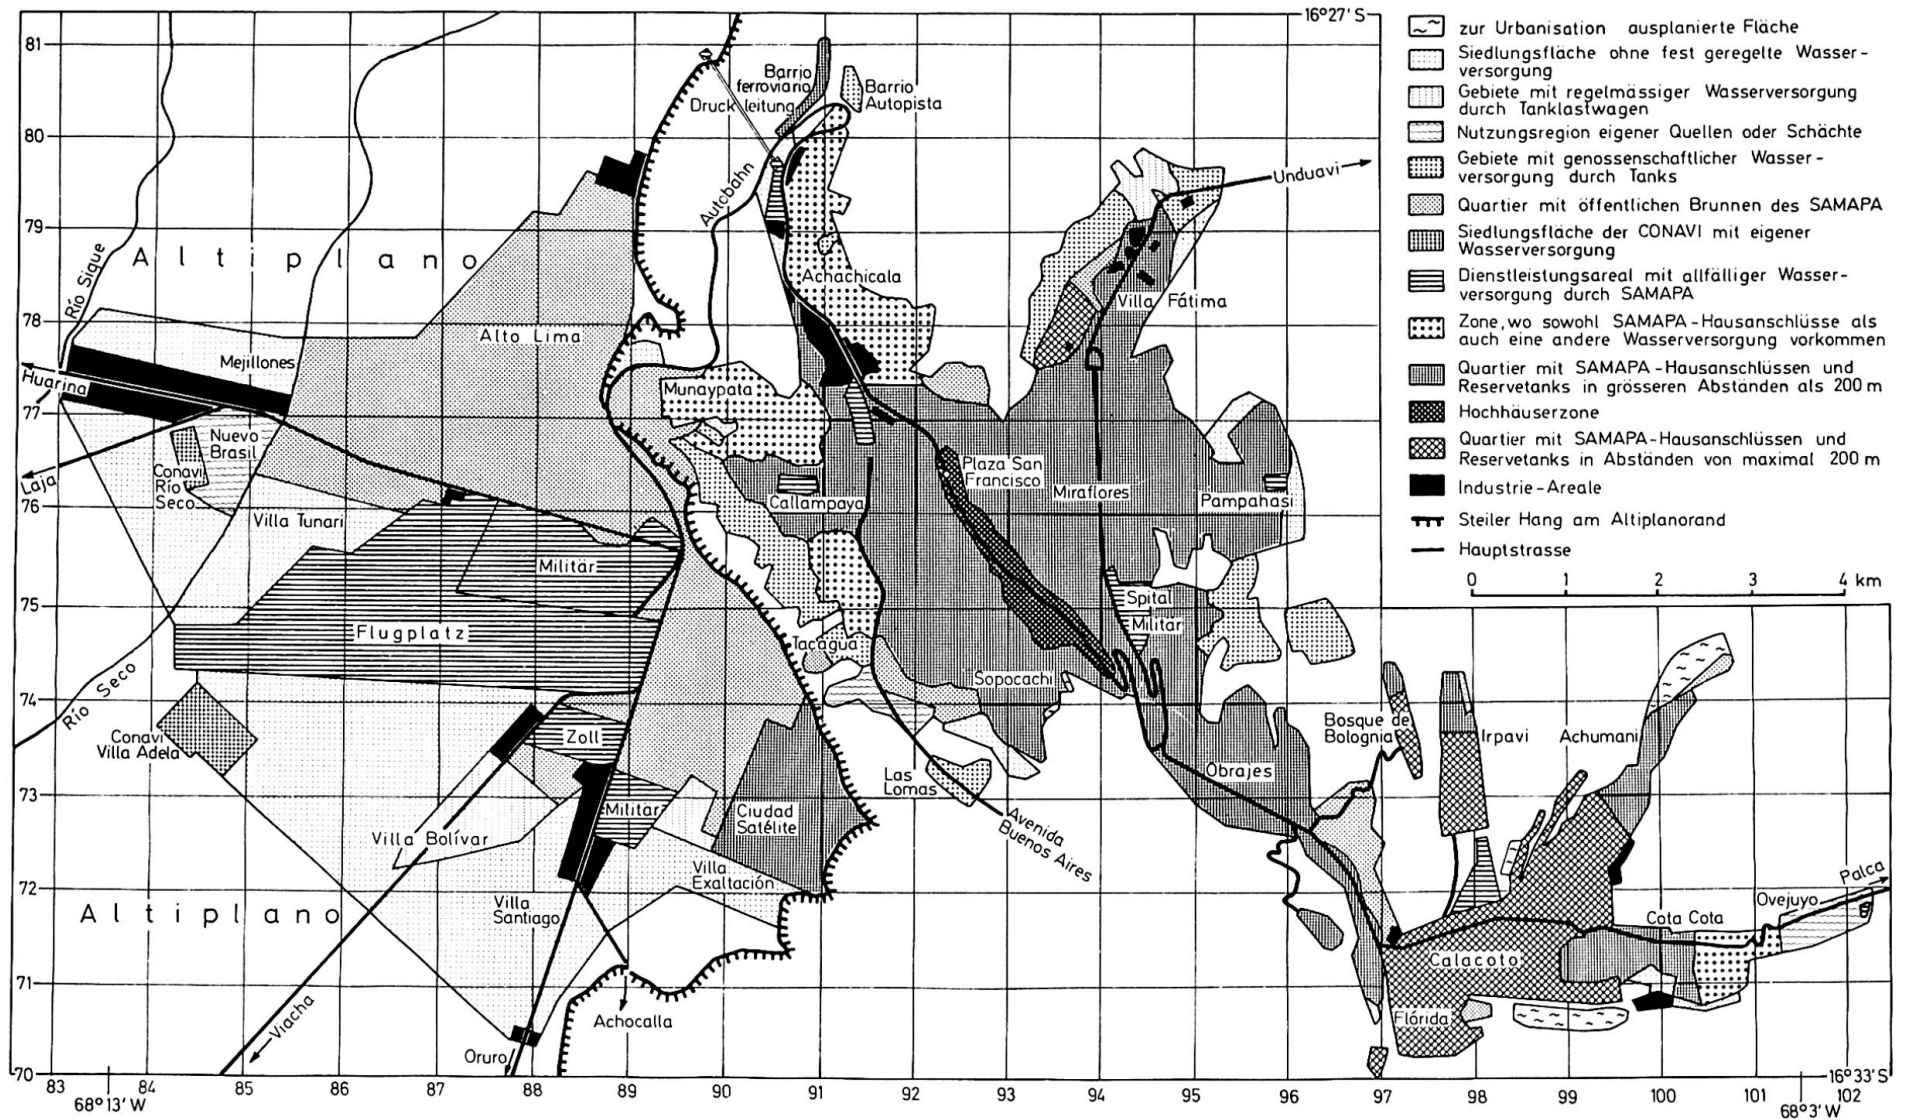 16°27' S
zur Urbanisation ausplanierte Fläche
Siedlungsfläche ohne fest geregelte Wasser-
versorgung
Gebiete mit regelmässiger Wasserversorgung
durch Tanklastwagen
Nutzungsregion eigener Quellen oder Schächte
Gebiete mit genossenschaftlicher Wasser-
versorgung durch Tanks
Quartier mit öffentlichen Brunnen des SAMAPA
Siedlungsfläche der CONAVI mit eigener
Wasserversorgung
Dienstleistungsareal mit allfälliger Wasser-
versorgung durch SAMAPA
Zone, wo sowohl SAMAPA-Hausanschlüsse als
auch eine andere Wasserversorgung vorkommen
Quartier mit SAMAPA-Hausanschlüssen und
Reservetanks in grösseren Abständen als 200 m
Hochhäuserzone
Quartier mit SAMAPA-Hausanschlüssen und
Reservetanks in Abständen von maximal 200 m
Industrie-Areale
Steiler Hang am Altiplanorand
Hauptstrasse
0 1 2 3 4 km
81
80
79
78
77
76
75
74
73
72
71
70
Barrio
ferroviario
Druckleitung
Barrio
Autopista
Autobahn
Unduavi
Altiplano
Río Sique
Achachicala
Villa Fátima
Alto Lima
Mejillones
Huarina
Munaypata
Nuevo
Brasil
Conavi
Río
Seco
Laja
Plaza San
Francisco
Miraflores
Pampahasi
Callampaya
Villa Tunari
Militär
Spital
Militär
Flugplatz
Tacagua
Sopocachi
Río Seco
Conavi
Villa Adela
Zoll
Bosque de
Bolognia
Irpavi
Achumani
Obrajes
Las
Lomas
Militär
Ciudad
Satélite
Avenida
Buenos Aires
Villa Bolívar
Villa
Exaltación
Palca
Altiplano
Villa
Santiago
Ovejuyo
Cota Cota
Calacoto
Viacha
Achocalla
Flórida
Oruro
16°33' S
83 84 85 86 87 88 89 90 91 92 93 94 95 96 97 98 99 100 101 102
68°13' W
68°3' W